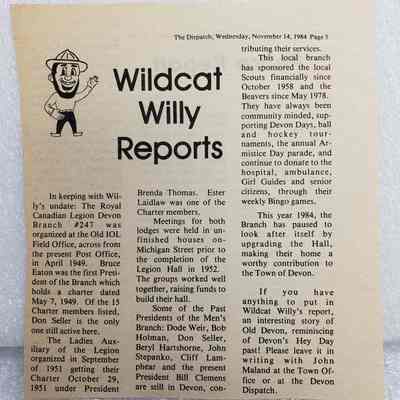 The Dispatch, Wednesday, November 14, 1984 Page 5
Wildcat
Willy
Reports
In keeping with Wil-
ly's undate: The Royal
Canadian Legion Devon
Branch #247 was
organized at the Old IOL
Field Office, across from
the present Post Office,
in April 1949. Bruce
Eaton was the first Presi-
dent of the Branch which
holds a charter dated
May 7, 1949. Of the 15
Charter members listed,
Don Seller is the only
one still active here.
The Ladies Aux-
iliary of the Legion
organized in September
of 1951 getting their
Charter October 29,
1951 under President
Brenda Thomas. Ester
Laidlaw was one of the
Charter members.
Meetings for both
lodges were held in un-
finished houses on
Michigan Street prior
to the completion of
the Legion Hall in 1952.
The groups worked well
together, raising funds to
build their hall.
Some of the Past
Presidents of the Men's
Branch: Dode Weir, Bob
Holman, Don Seller,
Beryl Hartshorne, John
Stepanko, Cliff Lam-
phear and the present
President Bill Clemens
are still in Devon, con-
tributing their services.
This local branch
has sponsored the local
Scouts financially since
October 1958 and the
Beavers since May 1978.
They have always been
community minded, sup-
porting Devon Days, ball
and hockey tour-
naments, the annual Ar-
mistice Day parade, and
continue to donate to the
hospital, ambulance,
Girl Guides and senior
citizens, through their
weekly Bingo games.
This year 1984, the
Branch has paused to
look after itself by
upgrading the Hall,
making their home a
worthy contribution to
the Town of Devon.
If you have
anything to put in
Wildcat Willy's report,
an interesting story of
Old Devon, reminiscing
of Devon's Hey Day
past! Please leave it in
writing with John
Maland at the Town Of-
fice or at the Devon
Dispatch.